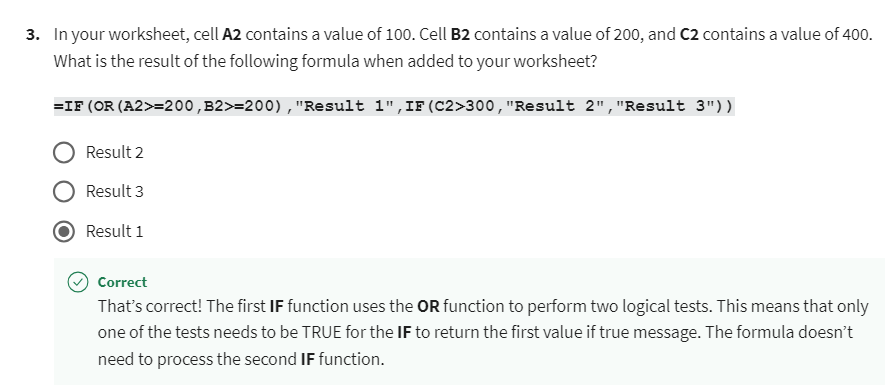 3. In your worksheet, cell A2 contains a value of 100. Cell B2 contains a value of 200, and C2 contains a value of 400.
What is the result of the following formula when added to your worksheet?
=IF(OR(A2>=200,B2>=200),"Result 1",IF(C2>300,"Result 2","Result 3"))
Result 2
Result 3
Result 1
Correct
That's correct! The first IF function uses the OR function to perform two logical tests. This means that only
one of the tests needs to be TRUE for the IF to return the first value if true message. The formula doesn't
need to process the second IF function.